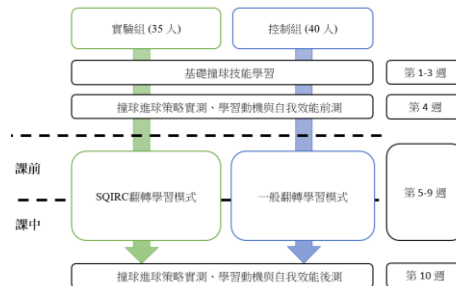 實驗組 (35 人)
控制組 (40 人)
基礎撞球技能學習
第 1-3 週
撞球進球策略實測、學習動機與自我效能前測
第 4 週
課前
SQIRC翻轉學習模式
一般翻轉學習模式
第 5-9 週
課中
撞球進球策略實測、學習動機與自我效能後測
第 10 週